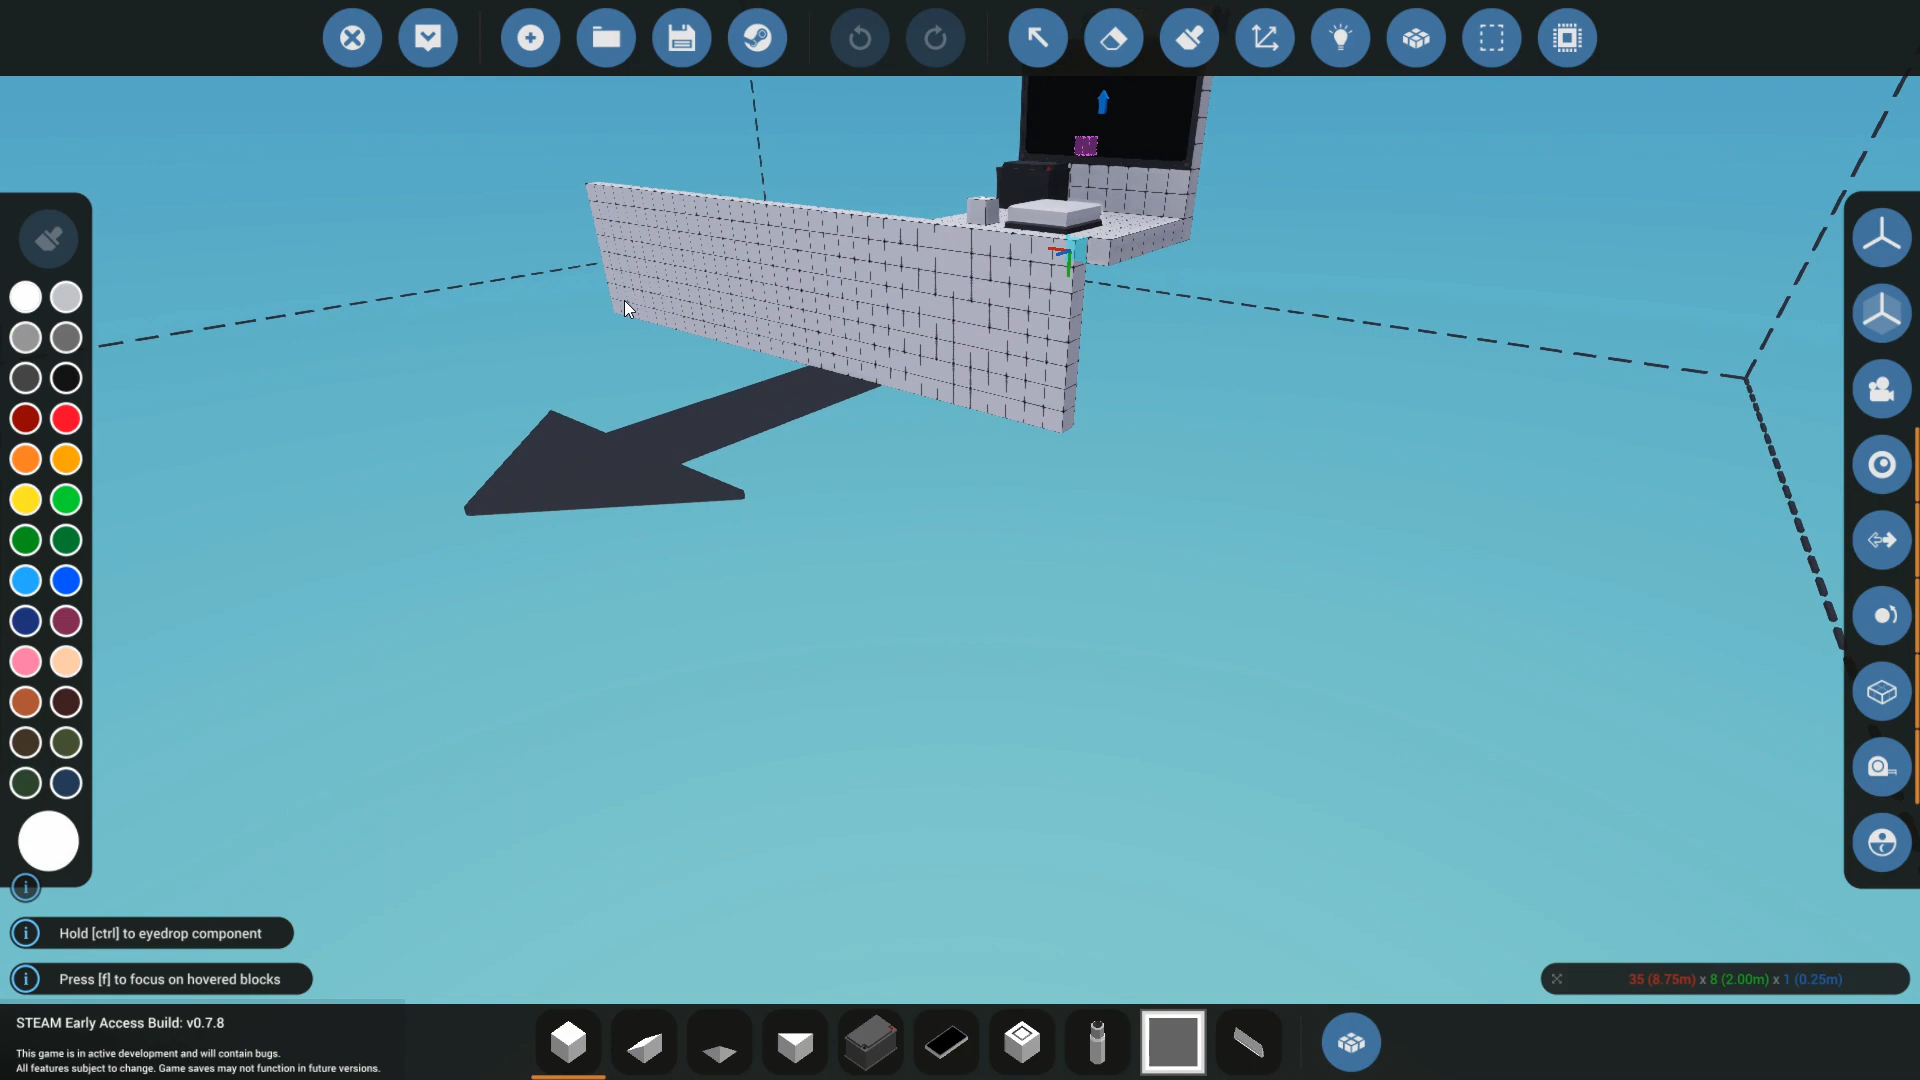 Hold [ctrl] to eyedrop component
Press [f] to focus on hovered blocks
35 (8.75m) x 8 (2.00m) x 1 (0.25m)
STEAM Early Access Build: v0.7.8
This game is in active development and will contain bugs.
All features subject to change. Game saves may not function in future versions.